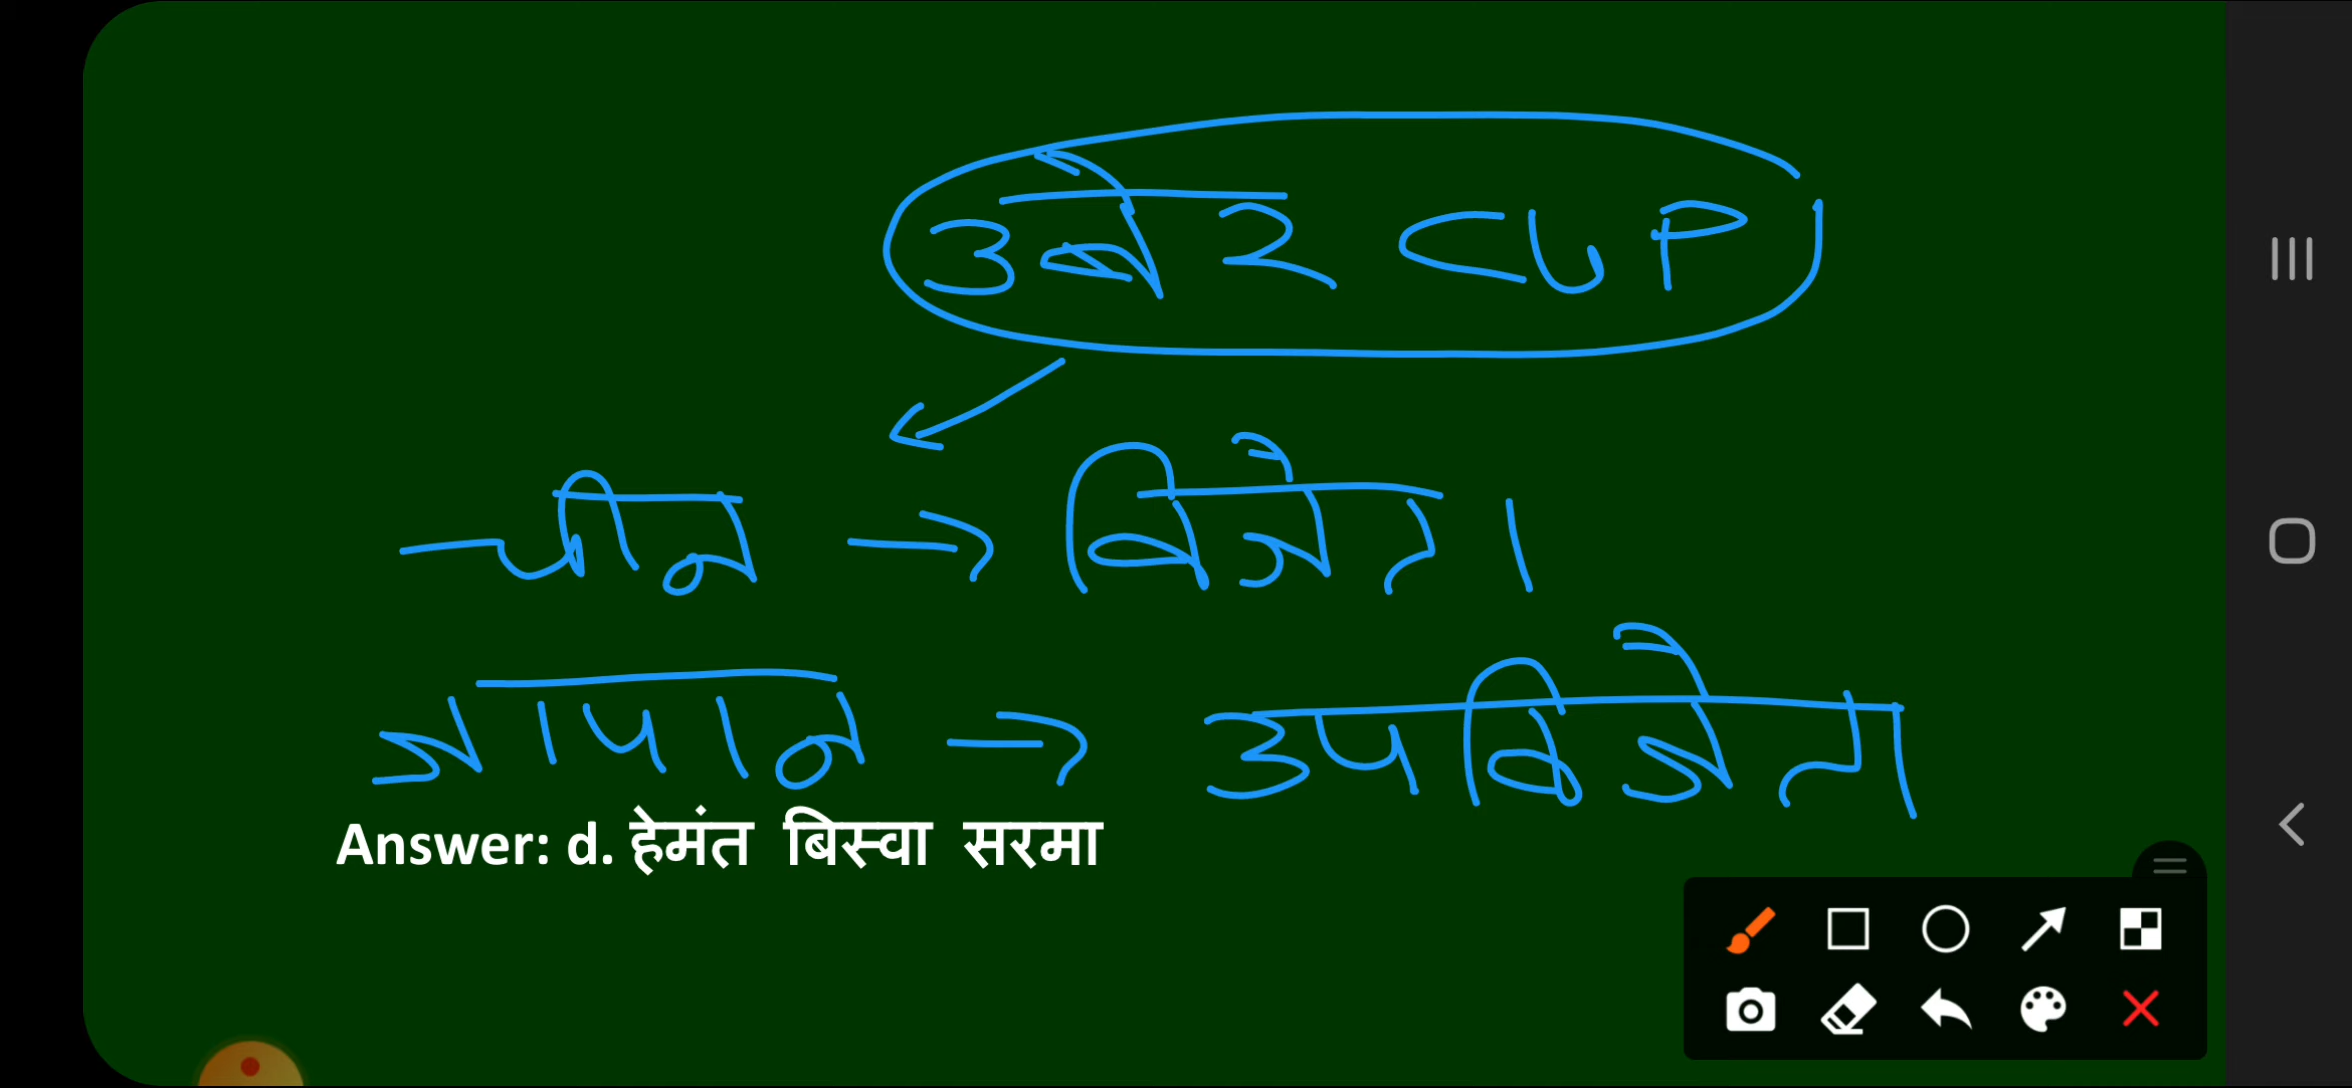 उबेर CUP
चीन → विजेता
जापान → उपविजेता
Answer: d. हेमंत बिस्वा सरमा